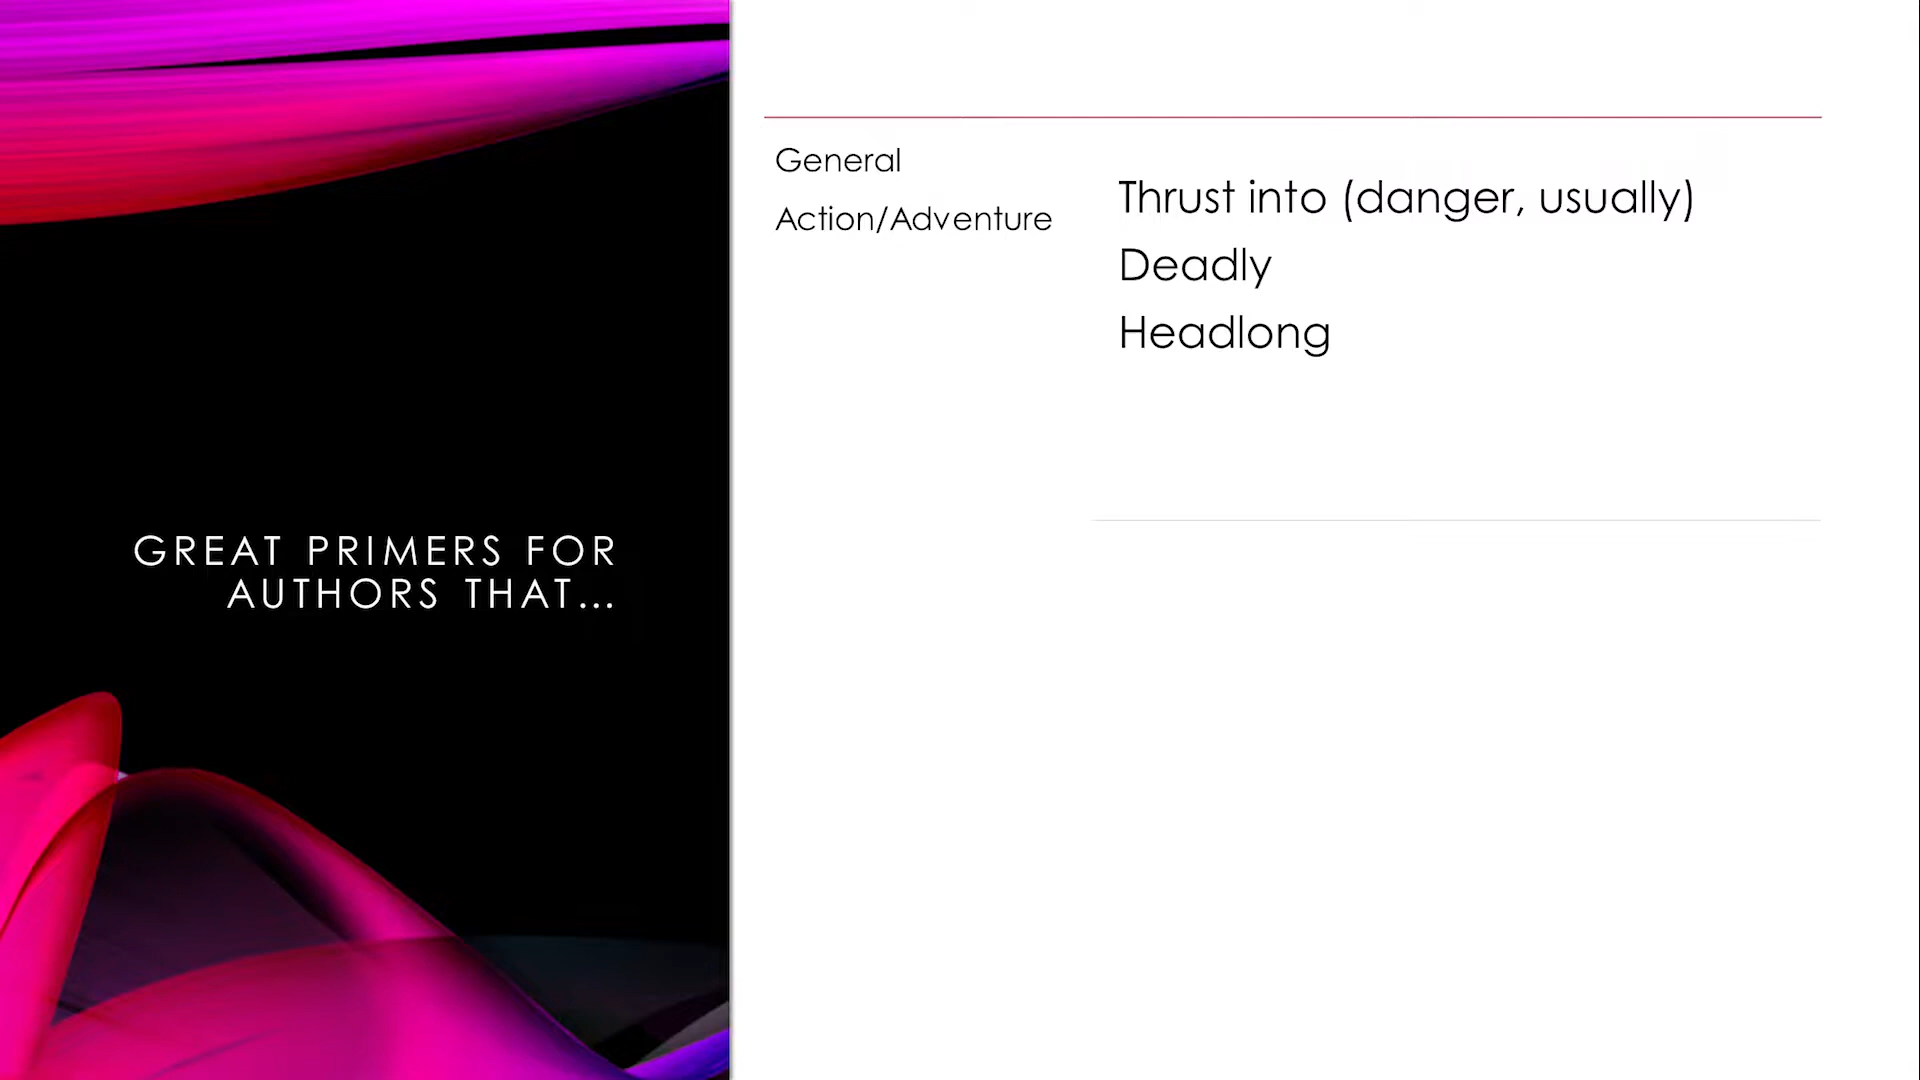 GREAT PRIMERS FOR
AUTHORS THAT...
General
Action/Adventure
Thrust into (danger, usually)
Deadly
Headlong